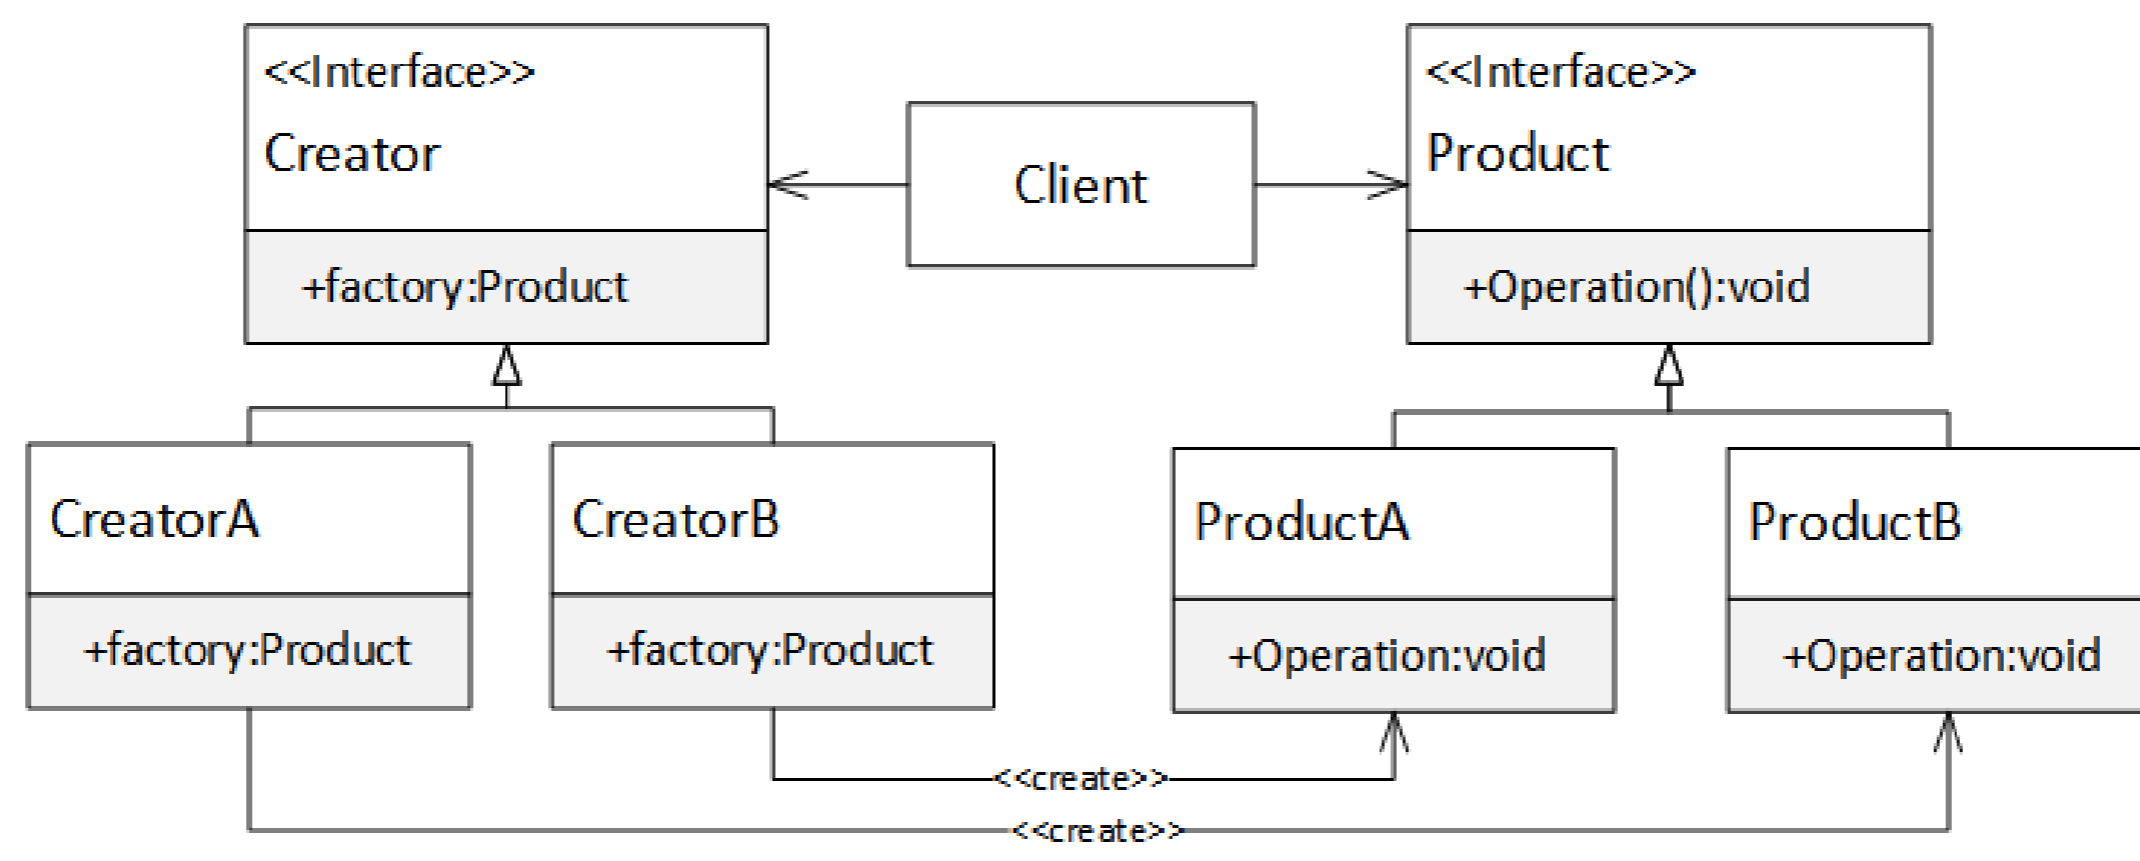 <<Interface>>
Creator
+factory:Product
Client
<<Interface>>
Product
+Operation():void
CreatorA
+factory:Product
CreatorB
+factory:Product
ProductA
+Operation:void
ProductB
+Operation:void
<<create>>
<<create>>